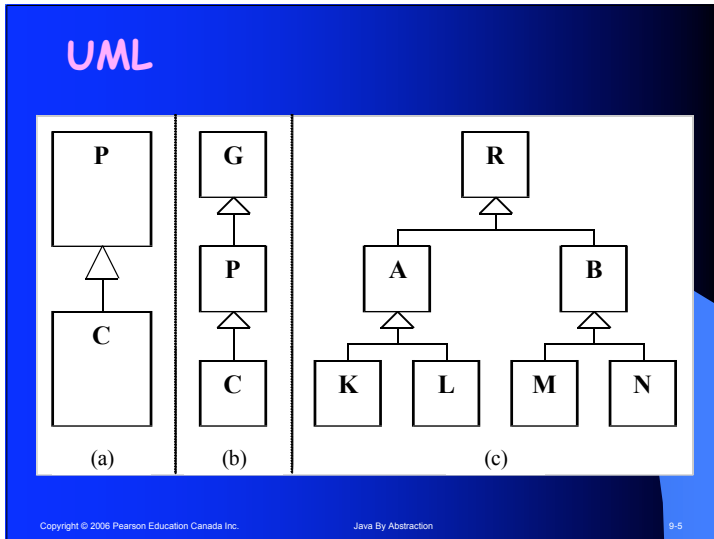 UML
P
C
(a)
G
P
C
(b)
R
A B
K L M N
(c)
Copyright © 2006 Pearson Education Canada Inc. Java By Abstraction 9-5